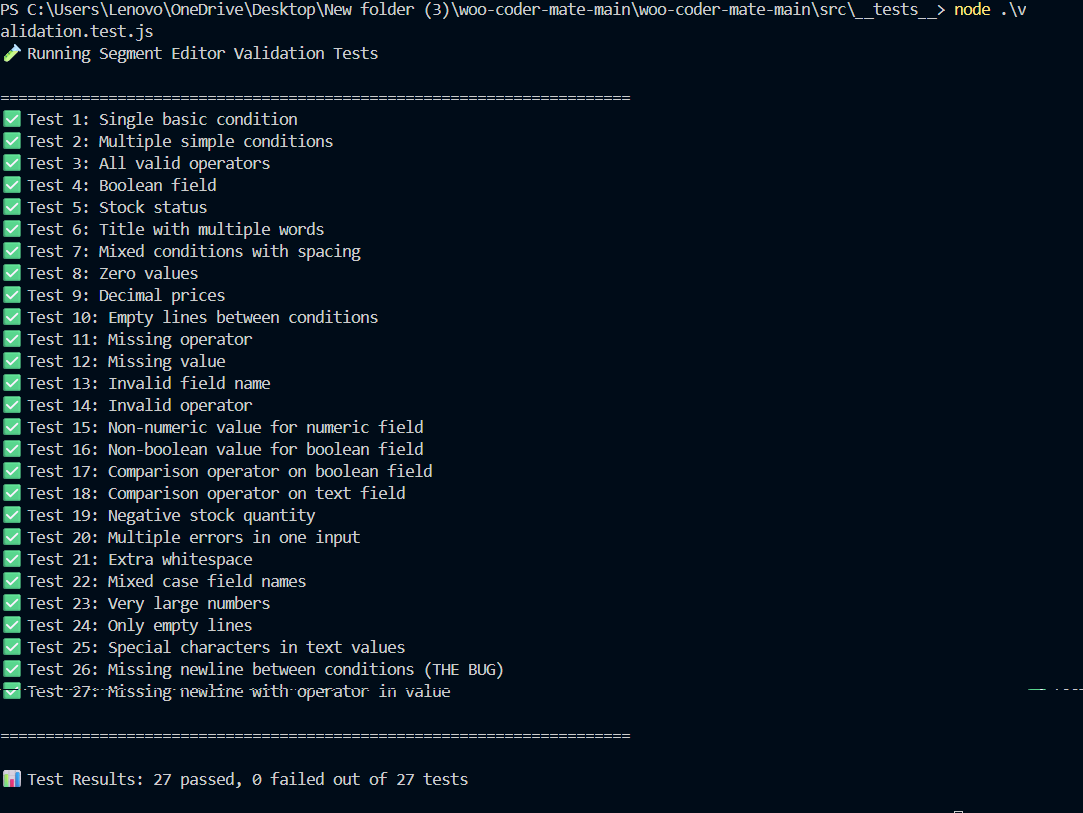 PS C:\Users\Lenovo\OneDrive\Desktop\New folder (3)\woo-coder-mate-main\woo-coder-mate-main\src\__tests__> node .\v
alidation.test.js
🧪 Running Segment Editor Validation Tests
======================================================================
✅ Test 1: Single basic condition
✅ Test 2: Multiple simple conditions
✅ Test 3: All valid operators
✅ Test 4: Boolean field
✅ Test 5: Stock status
✅ Test 6: Title with multiple words
✅ Test 7: Mixed conditions with spacing
✅ Test 8: Zero values
✅ Test 9: Decimal prices
✅ Test 10: Empty lines between conditions
✅ Test 11: Missing operator
✅ Test 12: Missing value
✅ Test 13: Invalid field name
✅ Test 14: Invalid operator
✅ Test 15: Non-numeric value for numeric field
✅ Test 16: Non-boolean value for boolean field
✅ Test 17: Comparison operator on boolean field
✅ Test 18: Comparison operator on text field
✅ Test 19: Negative stock quantity
✅ Test 20: Multiple errors in one input
✅ Test 21: Extra whitespace
✅ Test 22: Mixed case field names
✅ Test 23: Very large numbers
✅ Test 24: Only empty lines
✅ Test 25: Special characters in text values
✅ Test 26: Missing newline between conditions (THE BUG)
✅ Test 27: Missing newline with operator in value
======================================================================
📊 Test Results: 27 passed, 0 failed out of 27 tests